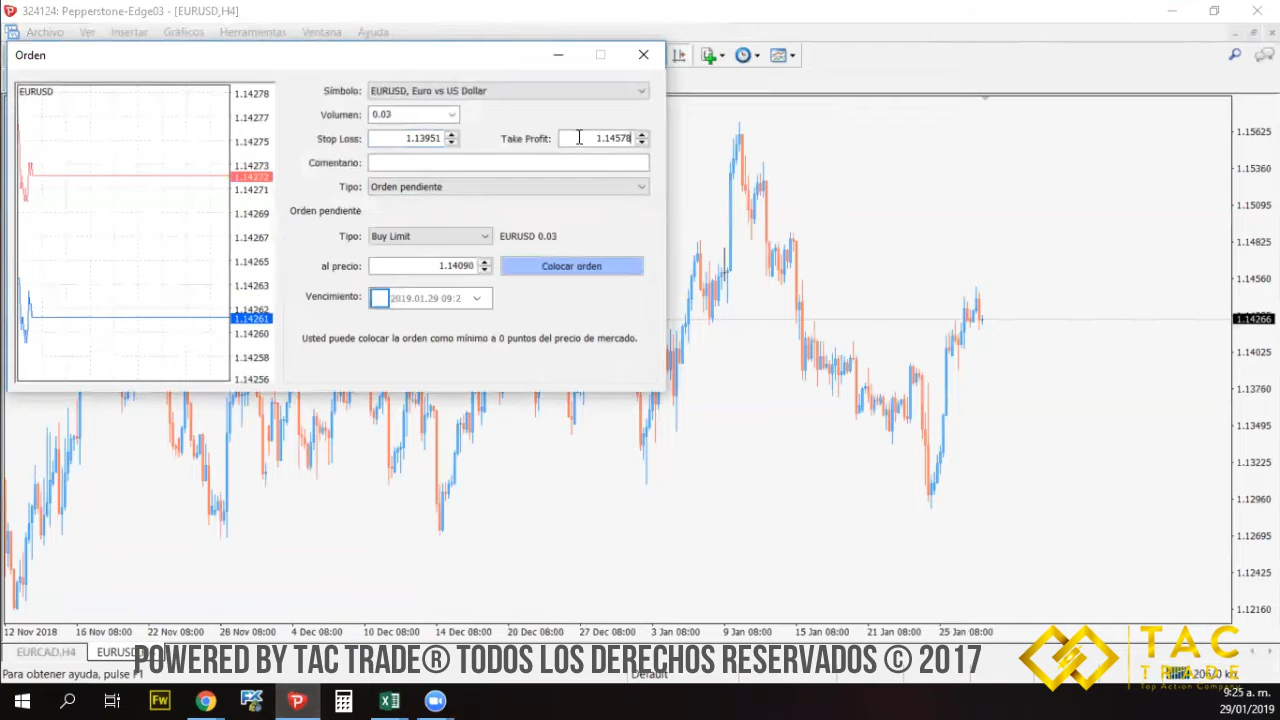 324124: Pepperstone-Edge03 - [EURUSD,H4]
Archivo Ver Insertar Gráficos Herramientas Ventana Ayuda
Orden
EURUSD
1.14278
1.14277
1.14275
1.14273
1.14272
1.14271
1.14269
1.14267
1.14265
1.14263
1.14262
1.14261
1.14260
1.14258
1.14256
Símbolo: EURUSD, Euro vs US Dollar
Volumen: 0.03
Stop Loss: 1.13951 Take Profit: 1.14578
Comentario:
Tipo: Orden pendiente
Orden pendiente
Tipo: Buy Limit EURUSD 0.03
al precio: 1.14090 Colocar orden
Vencimiento: 2019.01.29 09:2
Usted puede colocar la orden como mínimo a 0 puntos del precio de mercado.
1.15625
1.15360
1.15095
1.14825
1.14560
1.14266
1.14025
1.13760
1.13495
1.13225
1.12960
1.12695
1.12425
1.12160
12 Nov 2018 16 Nov 08:00 22 Nov 08:00 28 Nov 08:00 4 Dec 08:00 10 Dec 08:00 14 Dec 08:00 20 Dec 08:00 27 Dec 08:00 3 Jan 08:00 9 Jan 08:00 15 Jan 08:00 21 Jan 08:00 25 Jan 08:00
EURCAD,H4 EURUSD
POWERED BY TAC TRADE® TODOS LOS DERECHOS RESERVADOS © 2017
TAC
TRADE
Top Action Company
Para obtener ayuda, pulse F1 Default
Fw
9:25 a. m.
29/01/2019